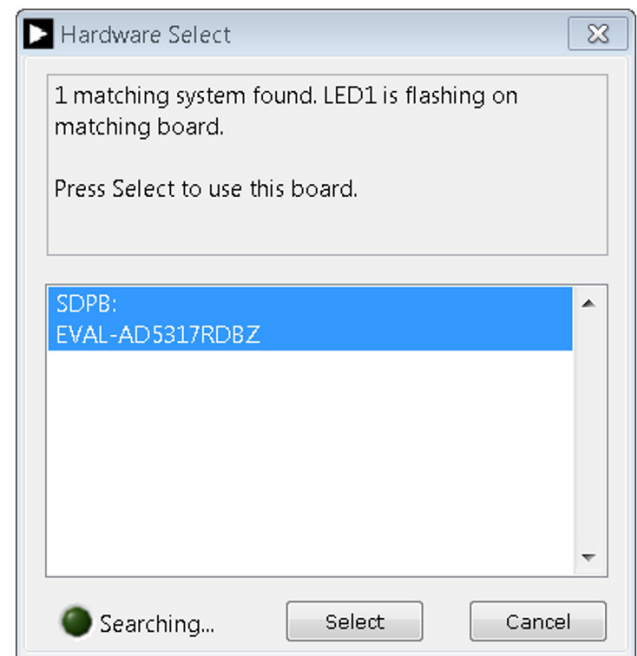 Hardware Select
1 matching system found. LED1 is flashing on
matching board.
Press Select to use this board.
SDPB:
EVAL-AD5317RDBZ
Searching...
Select
Cancel